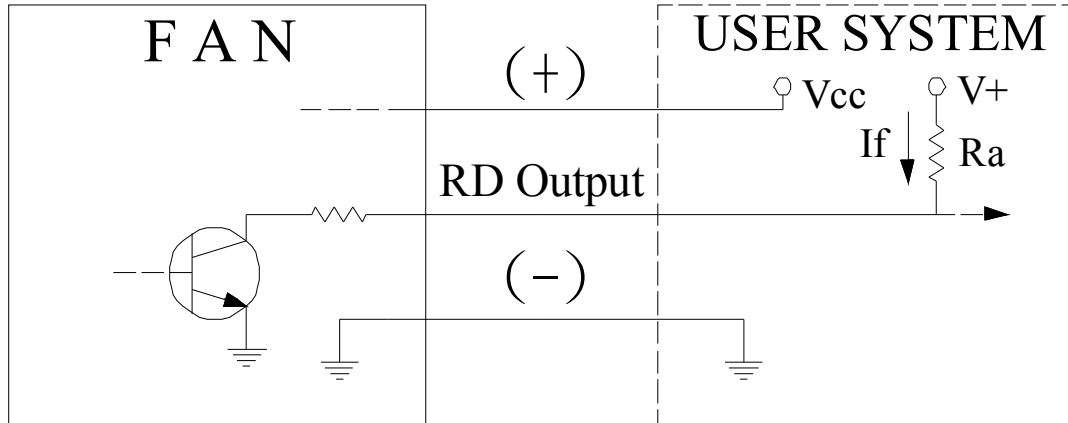 F A N
USER SYSTEM
(+)
Vcc
V+
If
Ra
RD Output
(-)